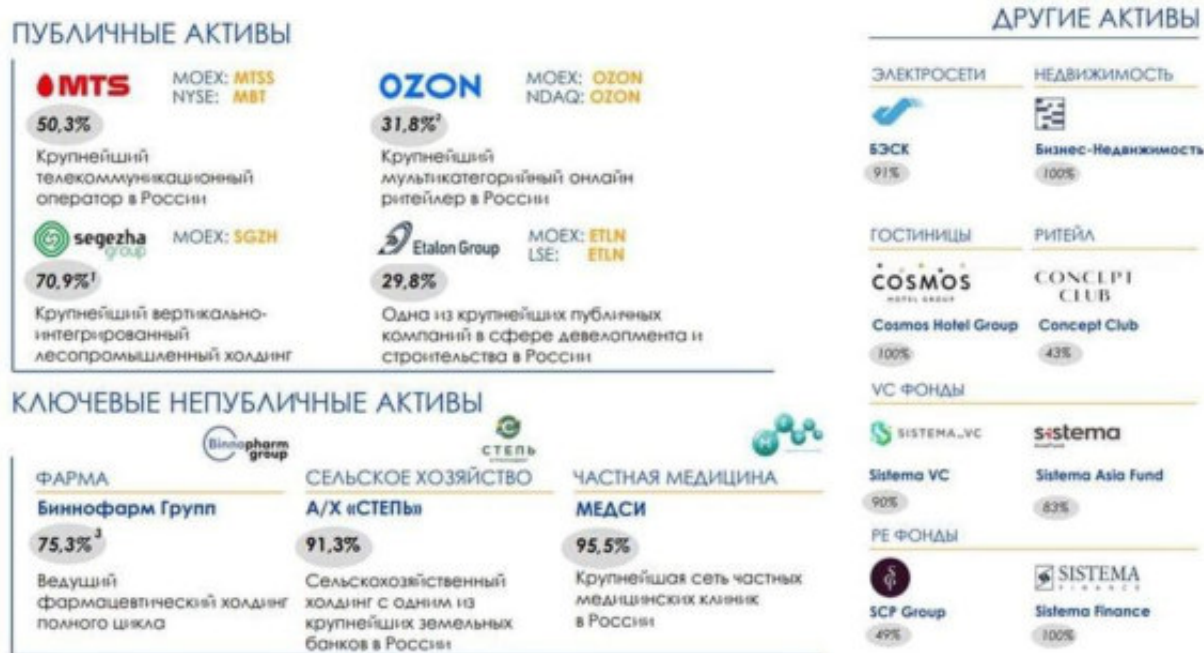 ПУБЛИЧНЫЕ АКТИВЫ
MTS
MOEX: MTSS
NYSE: MBT
50,3%
Крупнейший
телекоммуникационный
оператор в России
OZON
MOEX: OZON
NDAQ: OZON
31,8%²
Крупнейший
мультикатегорийный онлайн
ритейлер в России
segezha
group
MOEX: SGZH
70,9%¹
Крупнейший вертикально-
интегрированный
лесопромышленный холдинг
Etalon Group
MOEX: ETLN
LSE: ETLN
29,8%
Одна из крупнейших публичных
компаний в сфере девелопмента и
строительства в России
КЛЮЧЕВЫЕ НЕПУБЛИЧНЫЕ АКТИВЫ
Binnopharm
group
ФАРМА
Биннофарм Групп
75,3%³
Ведущий
фармацевтический холдинг
полного цикла
СТЕПЬ
СЕЛЬСКОЕ ХОЗЯЙСТВО
А/Х «СТЕПЬ»
91,3%
Сельскохозяйственный
холдинг с одним из
крупнейших земельных
банков в России
ЧАСТНАЯ МЕДИЦИНА
МЕДСИ
95,5%
Крупнейшая сеть частных
медицинских клиник
в России
ДРУГИЕ АКТИВЫ
ЭЛЕКТРОСЕТИ
БЭСК
91%
НЕДВИЖИМОСТЬ
Бизнес-Недвижимость
100%
ГОСТИНИЦЫ
COSMOS
HOTEL GROUP
Cosmos Hotel Group
100%
РИТЕЙЛ
CONCEPT
CLUB
Concept Club
43%
VC ФОНДЫ
SISTEMA_VC
Sistema VC
90%
sistema
Sistema Asia Fund
83%
PE ФОНДЫ
SCP Group
49%
SISTEMA
FINANCE
Sistema Finance
100%